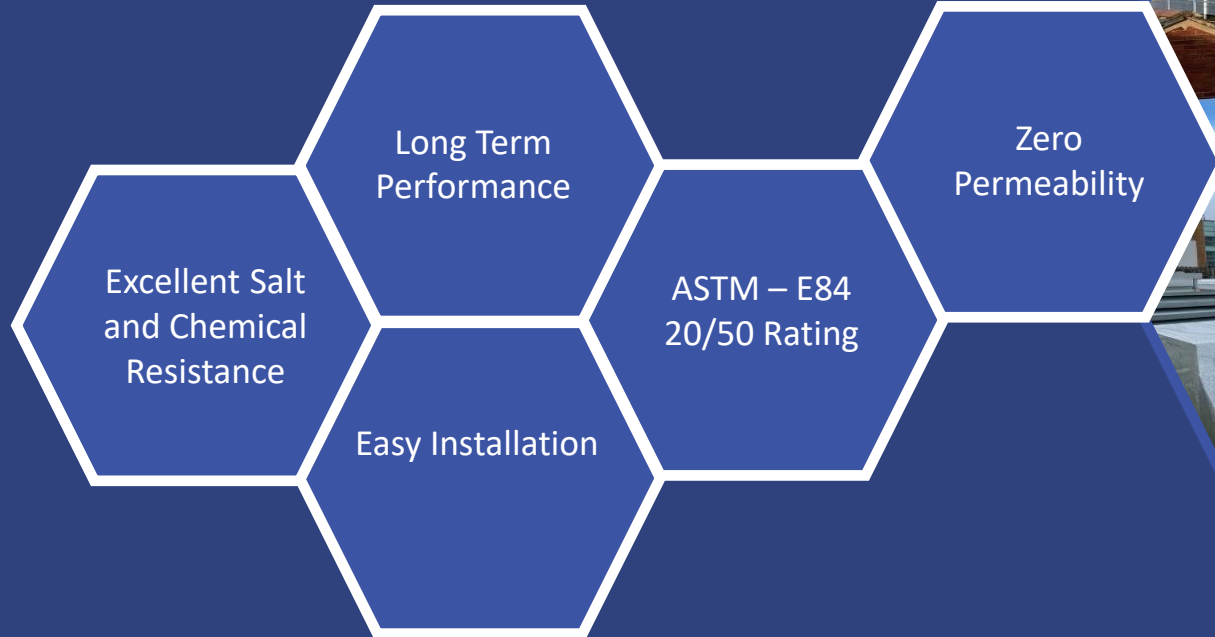 Long Term
Performance
Zero
Permeability
Excellent Salt
and Chemical
Resistance
ASTM – E84
20/50 Rating
Easy Installation